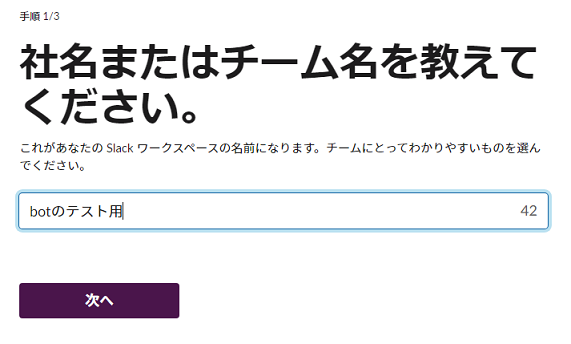 手順 1/3
社名またはチーム名を教えて
ください。
これがあなたの Slack ワークスペースの名前になります。チームにとってわかりやすいものを選ん
でください。
botのテスト用 42
次へ